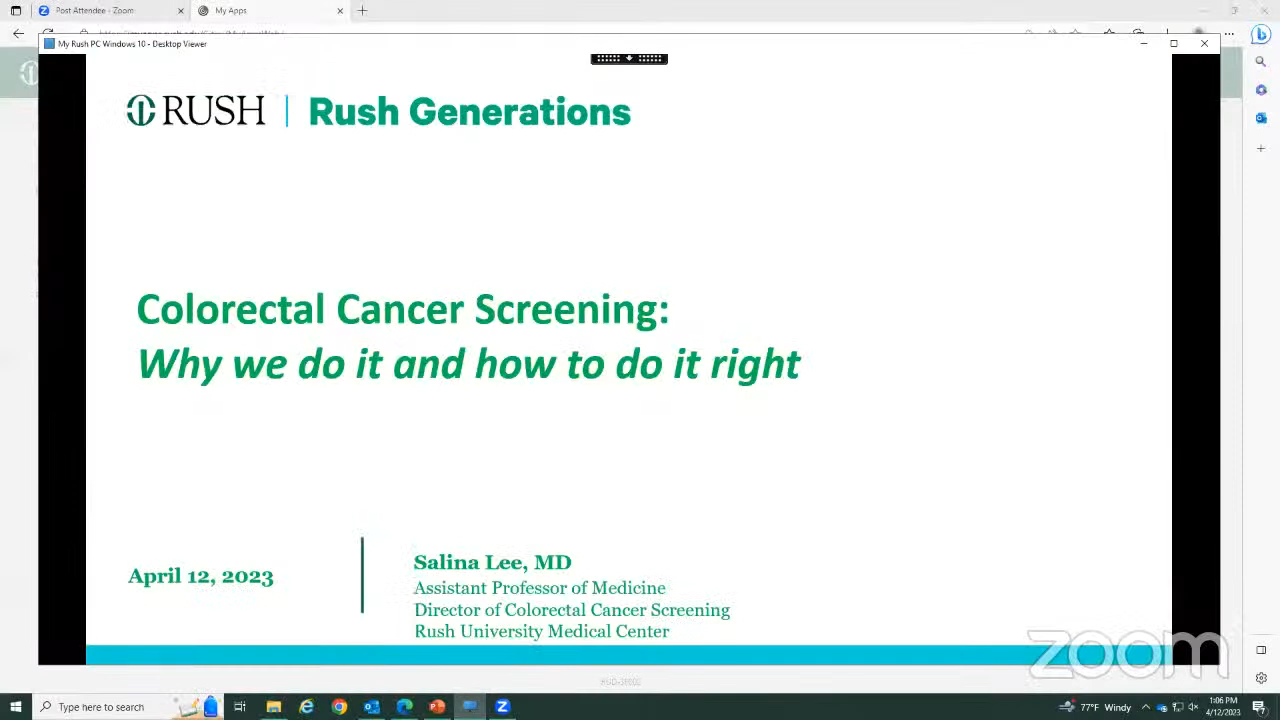 Post Attendee - Zoom
My Apps
My Rush PC Windows 10 - Desktop Viewer
RUSH | Rush Generations
Colorectal Cancer Screening:
Why we do it and how to do it right
April 12, 2023
Salina Lee, MD
Assistant Professor of Medicine
Director of Colorectal Cancer Screening
Rush University Medical Center
zoom
Type here to search
77°F Windy
1:06 PM
4/12/2023